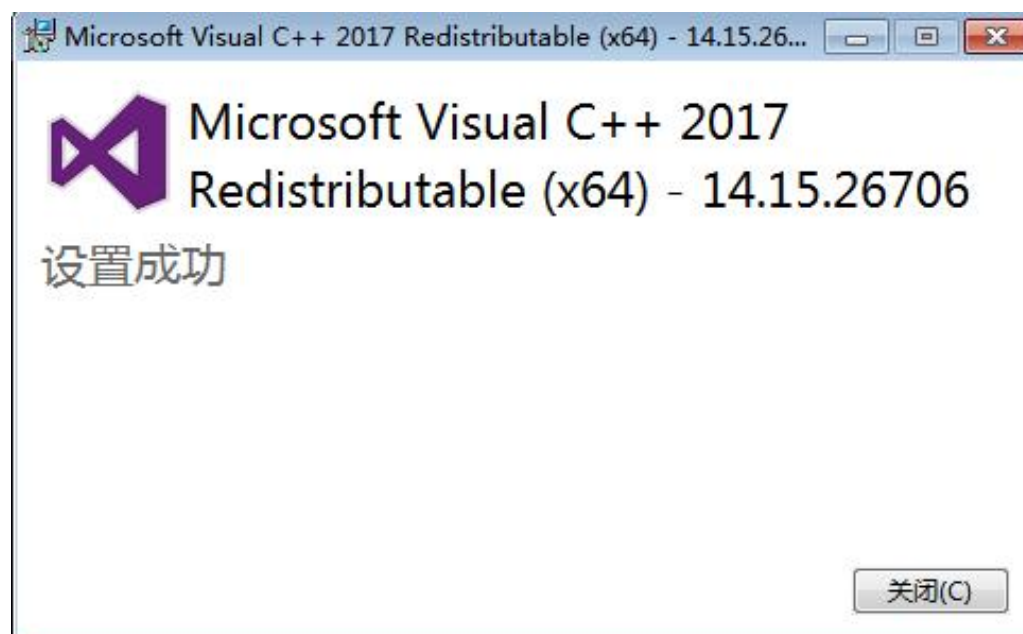 Microsoft Visual C++ 2017 Redistributable (x64) - 14.15.26...
Microsoft Visual C++ 2017
Redistributable (x64) - 14.15.26706
设置成功
关闭(C)